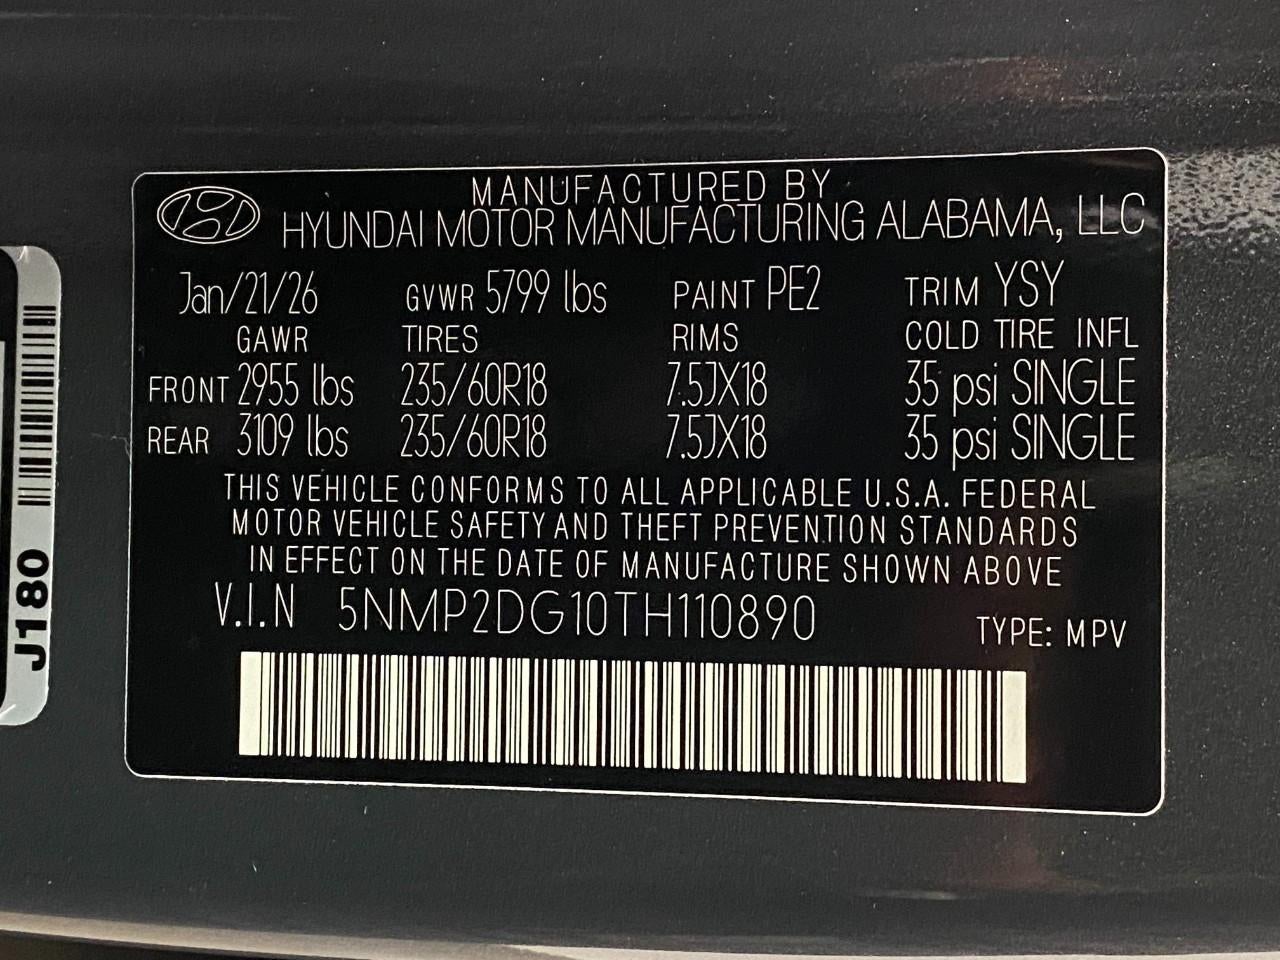 MANUFACTURED BY
HYUNDAI MOTOR MANUFACTURING ALABAMA, LLC
Jan/21/26 GVWR 5799 lbs PAINT PE2 TRIM YSY
GAWR TIRES RIMS COLD TIRE INFL
FRONT 2955 lbs 235/60R18 7.5JX18 35 psi SINGLE
REAR 3109 lbs 235/60R18 7.5JX18 35 psi SINGLE
THIS VEHICLE CONFORMS TO ALL APPLICABLE U.S.A. FEDERAL
MOTOR VEHICLE SAFETY AND THEFT PREVENTION STANDARDS
IN EFFECT ON THE DATE OF MANUFACTURE SHOWN ABOVE
V.I.N 5NMP2DG10TH110890
TYPE: MPV
J180